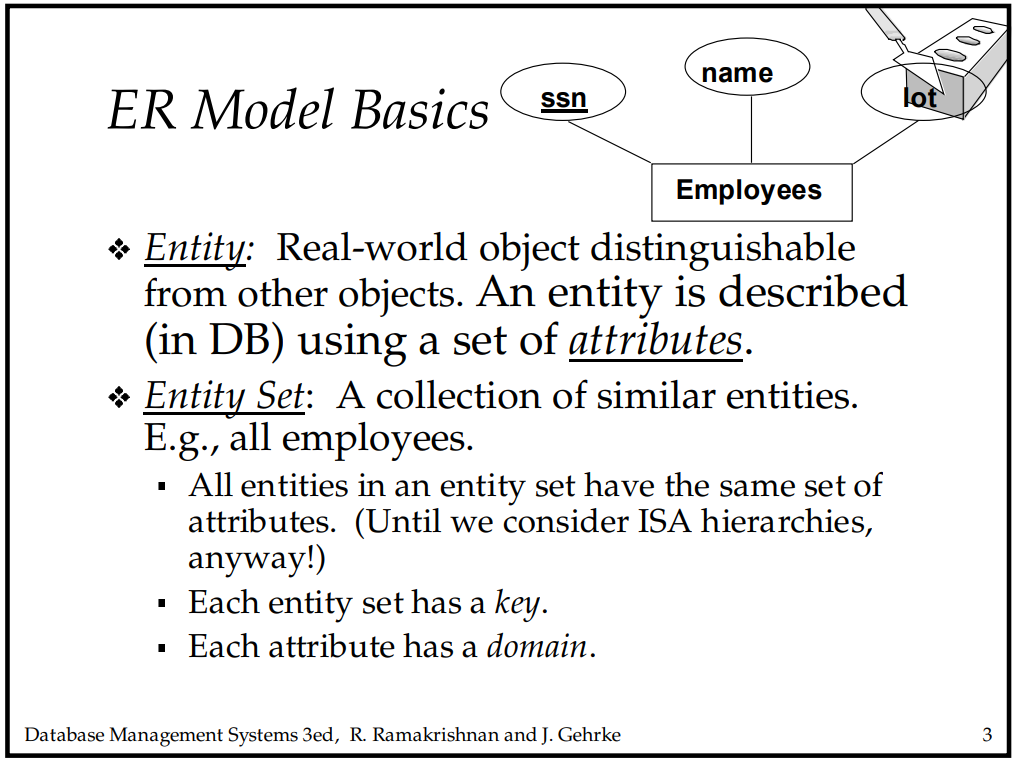 name
ssn
lot
ER Model Basics
Employees
❖ Entity: Real-world object distinguishable
from other objects. An entity is described
(in DB) using a set of attributes.
❖ Entity Set: A collection of similar entities.
E.g., all employees.
▪ All entities in an entity set have the same set of
attributes. (Until we consider ISA hierarchies,
anyway!)
▪ Each entity set has a key.
▪ Each attribute has a domain.
Database Management Systems 3ed, R. Ramakrishnan and J. Gehrke 3